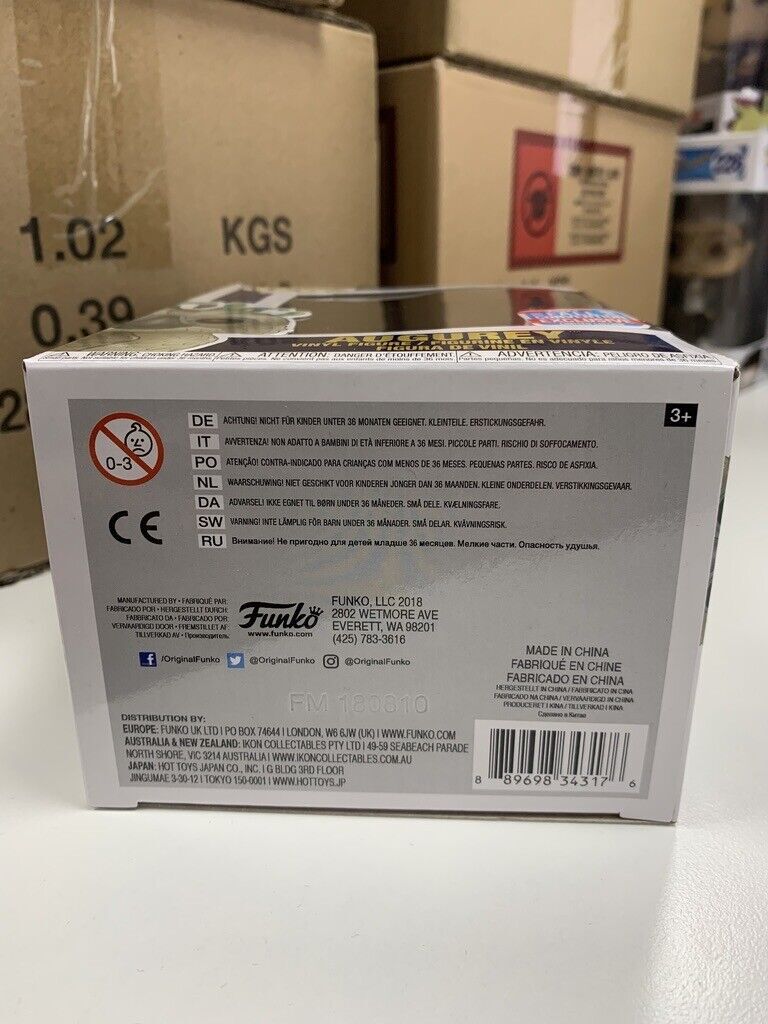 1.02 KGS
0.39
AUGUREY
VINYL FIGURE / FIGURINE EN VINYLE
FIGURA DE VINIL
WARNING: CHOKING HAZARD
ATTENTION: DANGER D'ÉTOUFFEMENT
ADVERTENCIA: PELIGRO DE ASFIXIA
3+
0-3
DE ACHTUNG! NICHT FÜR KINDER UNTER 36 MONATEN GEEIGNET. KLEINTEILE. ERSTICKUNGSGEFAHR.
IT AVVERTENZA! NON ADATTO A BAMBINI DI ETÀ INFERIORE A 36 MESI. PICCOLE PARTI. RISCHIO DI SOFFOCAMENTO.
PO ATENÇÃO! CONTRA-INDICADO PARA CRIANÇAS COM MENOS DE 36 MESES. PEQUENAS PARTES. RISCO DE ASFIXIA.
NL WAARSCHUWING! NIET GESCHIKT VOOR KINDEREN JONGER DAN 36 MAANDEN. KLEINE ONDERDELEN. VERSTIKKINGSGEVAAR.
DA ADVARSEL! IKKE EGNET TIL BØRN UNDER 36 MÅNEDER. SMÅ DELE. KVÆLNINGSFARE.
SW VARNING! INTE LÄMPLIG FÖR BARN UNDER 36 MÅNADER. SMÅ DELAR. KVÄVNINGSRISK.
RU Внимание! Не пригодно для детей младше 36 месяцев. Мелкие части. Опасность удушья.
CE
MANUFACTURED BY • FABRIQUÉ PAR:
FABRICADO POR • HERGESTELLT DURCH:
FABBRICATO DA • FABRICADO POR:
VERVAARDIGD DOOR • FREMSTILLET AF:
TILLVERKAD AV • Производитель:
Funko
www.funko.com
FUNKO, LLC 2018
2802 WETMORE AVE
EVERETT, WA 98201
(425) 783-3616
f /OriginalFunko @OriginalFunko @OriginalFunko
FM 180810
MADE IN CHINA
FABRIQUÉ EN CHINE
FABRICADO EN CHINA
HERGESTELLT IN CHINA / FABBRICATO IN CINA
FABRICADO NA CHINA / VERVAARDIGD IN CHINA
PRODUCERET I KINA / TILLVERKAD I KINA
Сделано в Китае
DISTRIBUTION BY:
EUROPE: FUNKO UK LTD I PO BOX 74644 I LONDON, W6 6JW (UK) I WWW.FUNKO.COM
AUSTRALIA & NEW ZEALAND: IKON COLLECTABLES PTY LTD I 49-59 SEABEACH PARADE
NORTH SHORE, VIC 3214 AUSTRALIA I WWW.IKONCOLLECTABLES.COM.AU
JAPAN: HOT TOYS JAPAN CO., INC. I G BLDG 3RD FLOOR
JINGUMAE 3-30-12 I TOKYO 150-0001 I WWW.HOTTOYS.JP
8 89698 34317 6